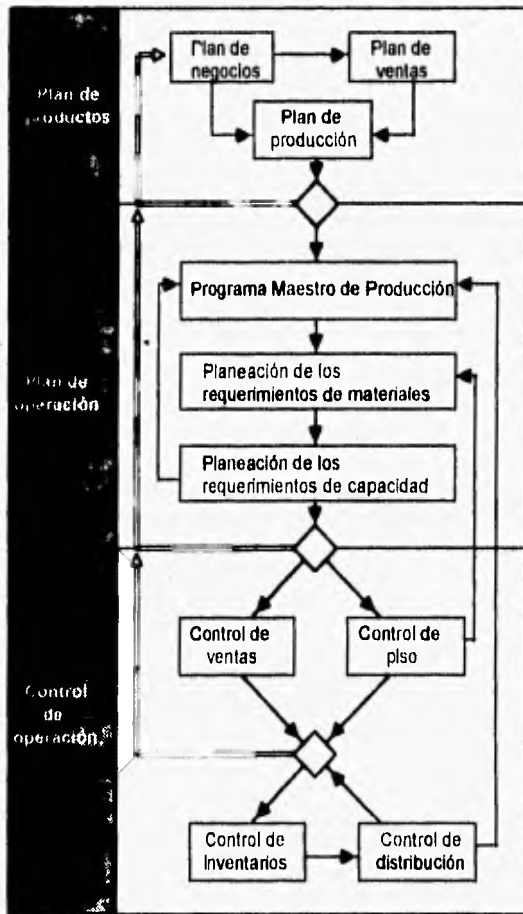 Plan de
productos
Plan de
negocios
Plan de
ventas
Plan de
producción
Plan de
operación
Programa Maestro de Producción
Planeación de los
requerimientos de materiales
Planeación de los
requerimientos de capacidad
Control
de
operación
Control de
ventas
Control de
piso
Control de
Inventarios
Control de
distribución